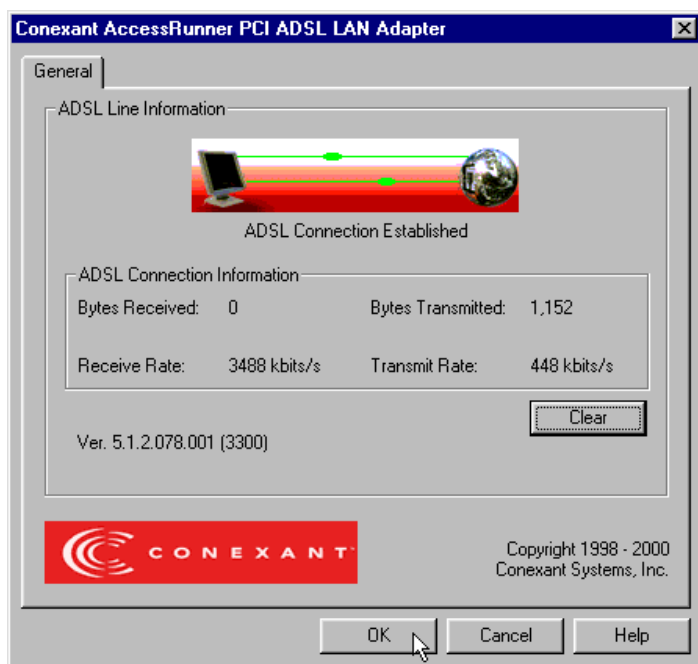 Conexant AccessRunner PCI ADSL LAN Adapter
General
ADSL Line Information
ADSL Connection Established
ADSL Connection Information
Bytes Received: 0 Bytes Transmitted: 1,152
Receive Rate: 3488 kbits/s Transmit Rate: 448 kbits/s
Clear
Ver. 5.1.2.078.001 (3300)
CONEXANT
Copyright 1998 - 2000
Conexant Systems, Inc.
OK Cancel Help